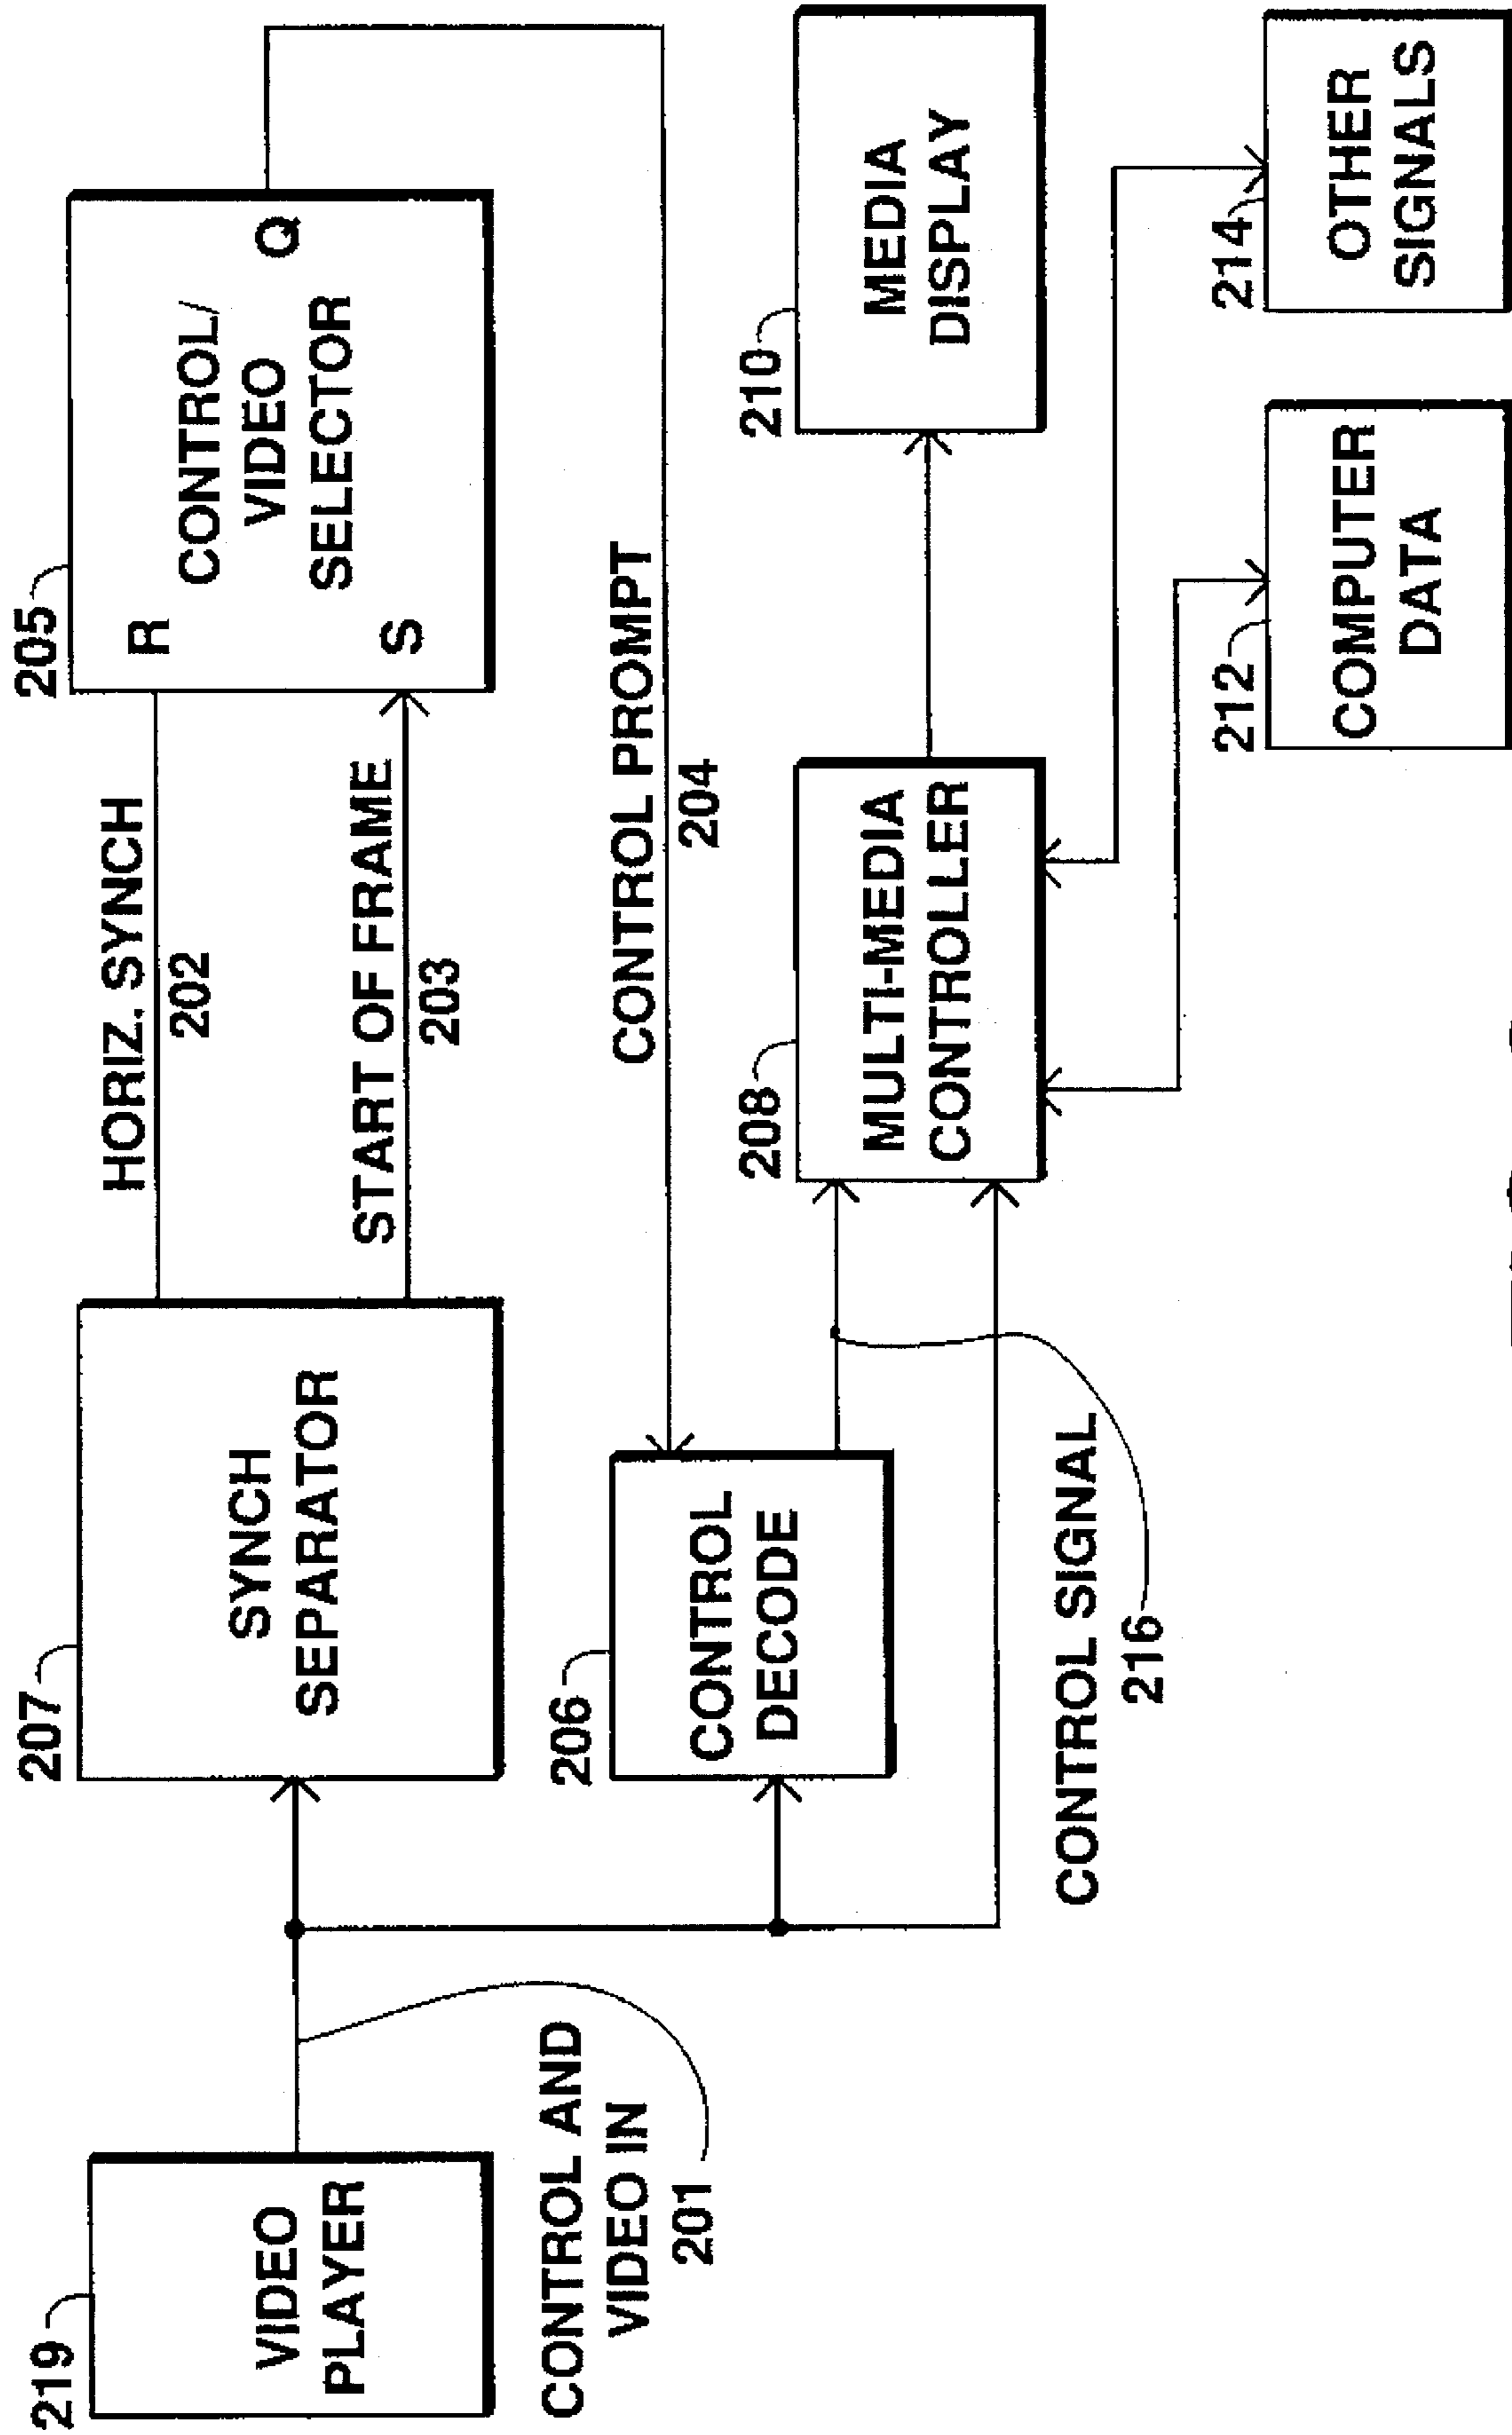 219
VIDEO
PLAYER
CONTROL AND
VIDEO IN
201
207
SYNCH
SEPARATOR
HORIZ. SYNCH
202
START OF FRAME
203
205
R
S
Q
CONTROL/
VIDEO
SELECTOR
CONTROL PROMPT
204
206
CONTROL
DECODE
CONTROL SIGNAL
216
208
MULTI-MEDIA
CONTROLLER
210
MEDIA
DISPLAY
212
COMPUTER
DATA
214
OTHER
SIGNALS